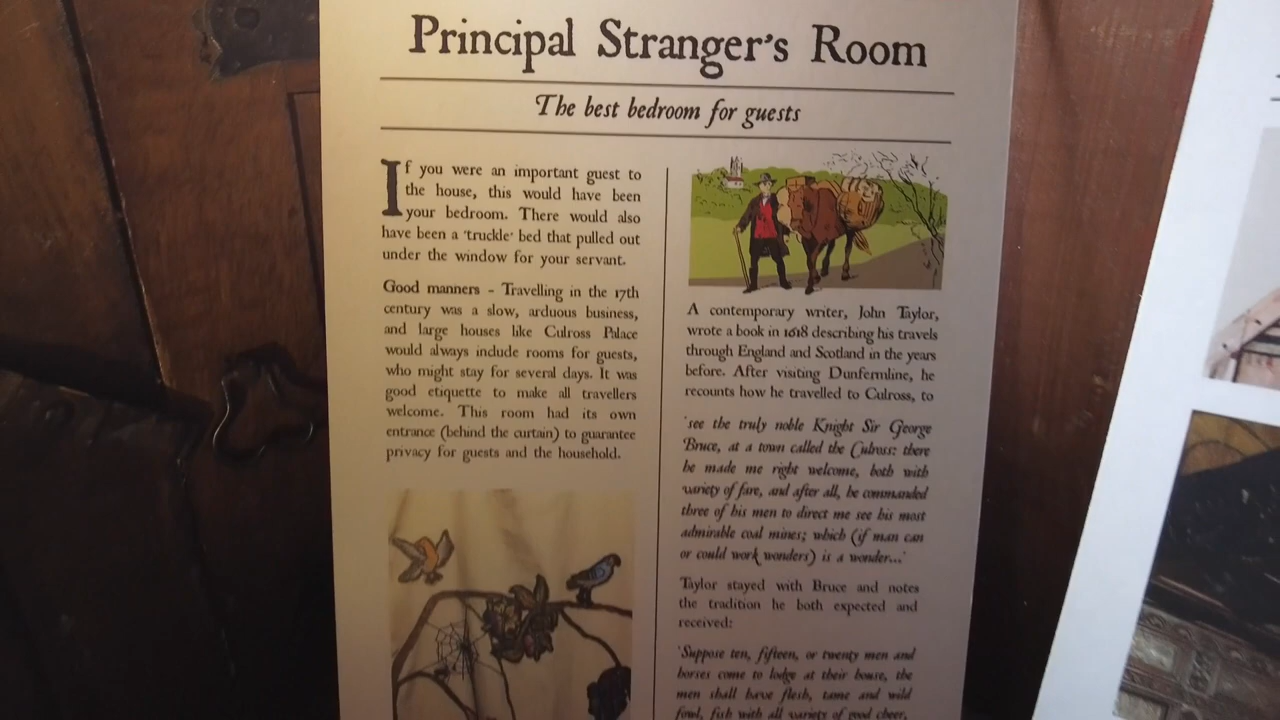 Principal Stranger's Room
The best bedroom for guests
If you were an important guest to
the house, this would have been
your bedroom. There would also
have been a 'truckle' bed that pulled out
under the window for your servant.
Good manners - Travelling in the 17th
century was a slow, arduous business,
and large houses like Culross Palace
would always include rooms for guests,
who might stay for several days. It was
good etiquette to make all travellers
welcome. This room had its own
entrance (behind the curtain) to guarantee
privacy for guests and the household.
A contemporary writer, John Taylor,
wrote a book in 1618 describing his travels
through England and Scotland in the years
before. After visiting Dunfermline, he
recounts how he travelled to Culross, to
'see the truly noble Knight Sir George
Bruce, at a town called the Culross: there
he made me right welcome, both with
variety of fare, and after all, he commanded
three of his men to direct me see his most
admirable coal mines; which (if man can
or could work wonders) is a wonder...'
Taylor stayed with Bruce and notes
the tradition he both expected and
received:
'Suppose ten, fifteen, or twenty men and
horses come to lodge at their house, the
men shall have flesh, tame and wild
fowl, fish with all variety of good cheer,